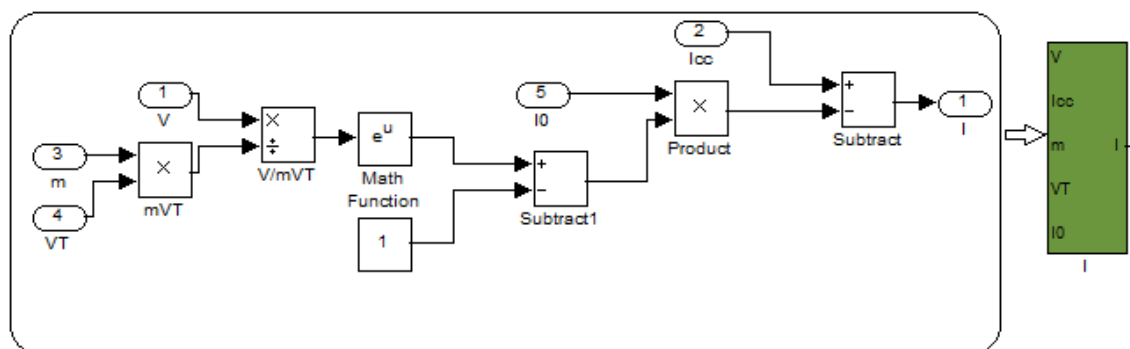 2
Icc
1
V
3
m
4
VT
×
mVT
×
÷
V/mVT
e^u
Math
Function
1
+
−
Subtract1
5
I0
×
Product
+
−
Subtract
1
I
V
Icc
m
VT
I0
I
I